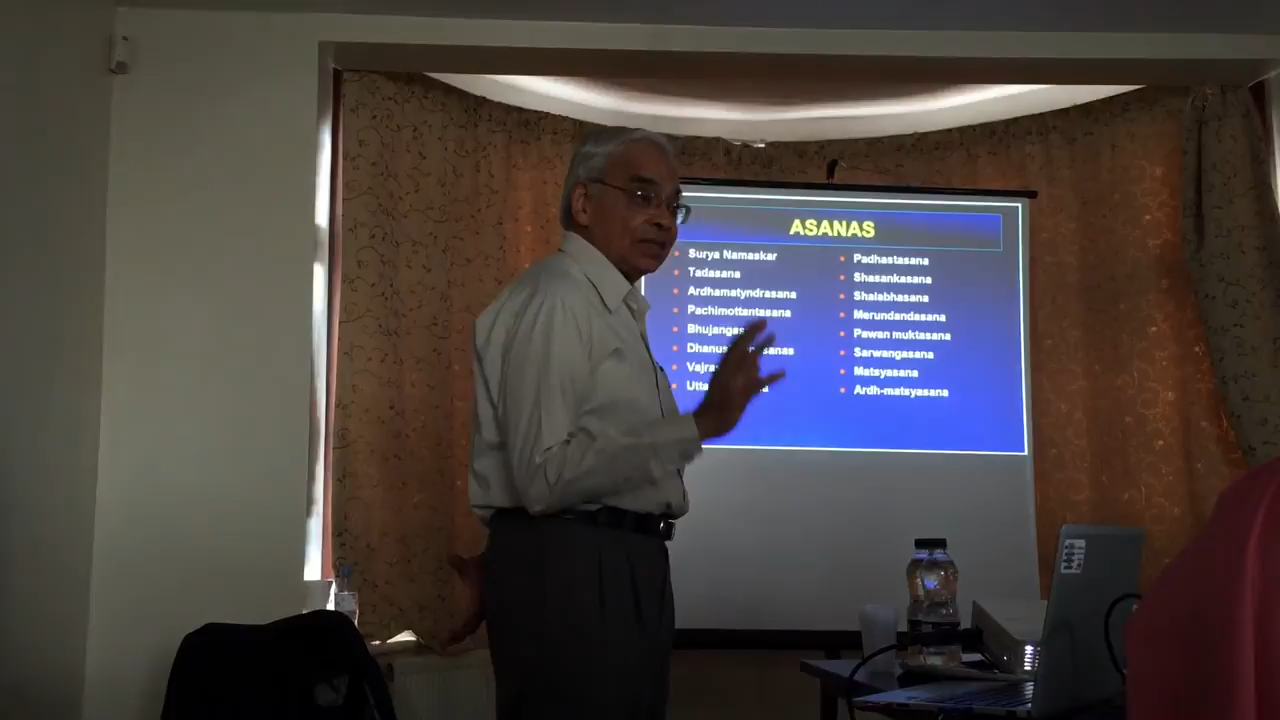 ASANAS
Surya Namaskar
Tadasana
Ardhamatyndrasana
Pachimottantasana
Padhastasana
Shasankasana
Shalabhasana
Merundandasana
Pawan muktasana
Sarwangasana
Matsyasana
Ardh-matsyasana